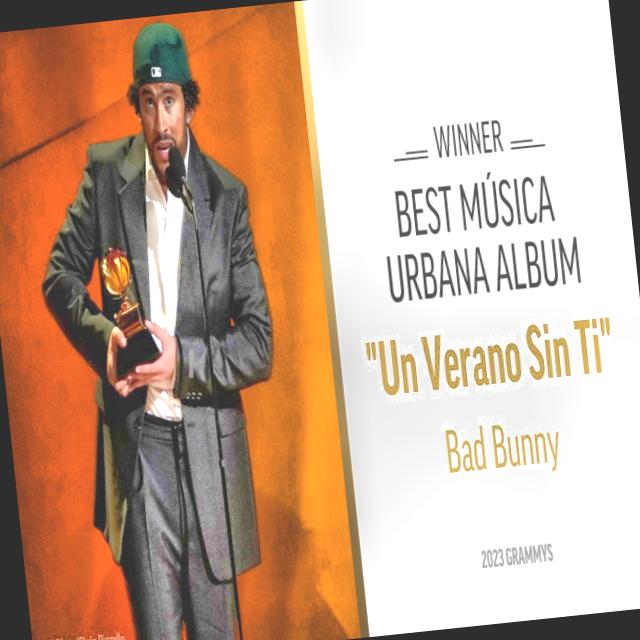 WINNER
BEST MÚSICA
URBANA ALBUM
"Un Verano Sin Ti"
Bad Bunny
2023 GRAMMYS